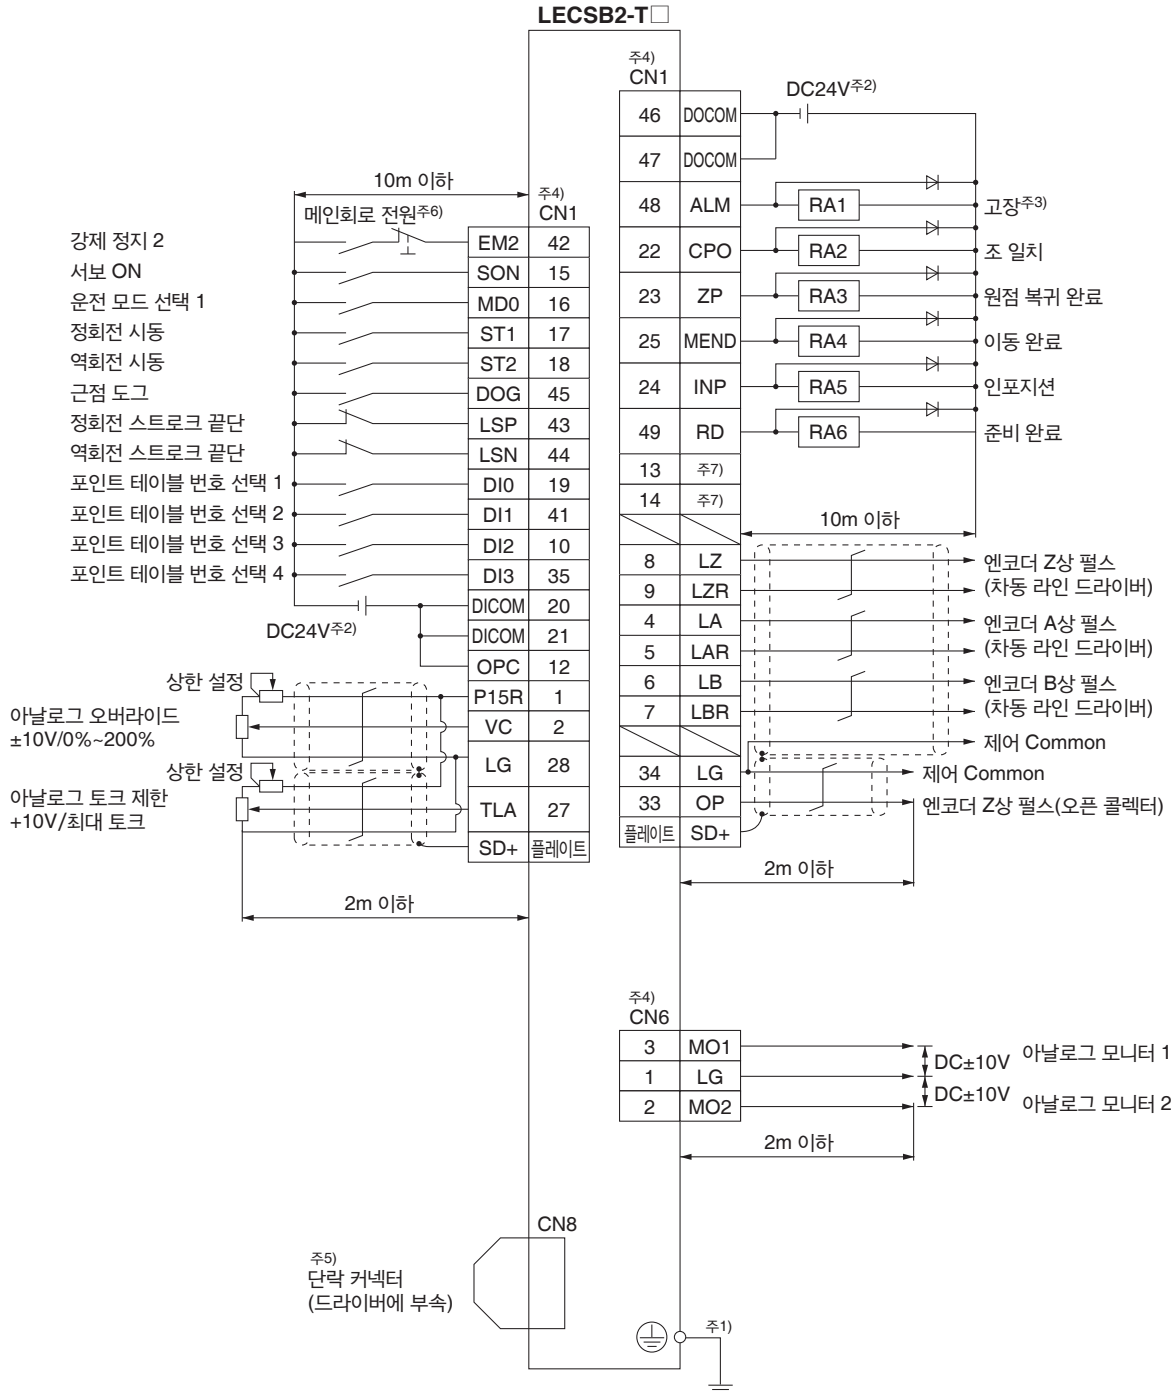 LECSB2-T□
주4)
CN1
DC24V주2)
46 DOCOM
47 DOCOM
48 ALM RA1 고장주3)
22 CPO RA2 조 일치
23 ZP RA3 원점 복귀 완료
25 MEND RA4 이동 완료
24 INP RA5 인포지션
49 RD RA6 준비 완료
13 주7)
14 주7)
10m 이하
8 LZ 엔코더 Z상 펄스
9 LZR (차동 라인 드라이버)
4 LA 엔코더 A상 펄스
5 LAR (차동 라인 드라이버)
6 LB 엔코더 B상 펄스
7 LBR (차동 라인 드라이버)
제어 Common
34 LG 제어 Common
33 OP 엔코더 Z상 펄스(오픈 콜렉터)
플레이트 SD+
2m 이하
10m 이하
주4)
CN1
메인회로 전원주6)
강제 정지 2 EM2 42
서보 ON SON 15
운전 모드 선택 1 MD0 16
정회전 시동 ST1 17
역회전 시동 ST2 18
근점 도그 DOG 45
정회전 스트로크 끝단 LSP 43
역회전 스트로크 끝단 LSN 44
포인트 테이블 번호 선택 1 DI0 19
포인트 테이블 번호 선택 2 DI1 41
포인트 테이블 번호 선택 3 DI2 10
포인트 테이블 번호 선택 4 DI3 35
DICOM 20
DC24V주2)
DICOM 21
OPC 12
상한 설정 P15R 1
아날로그 오버라이드
±10V/0%~200%
VC 2
LG 28
상한 설정
아날로그 토크 제한
+10V/최대 토크
TLA 27
SD+ 플레이트
2m 이하
주4)
CN6
3 MO1 아날로그 모니터 1
DC±10V
1 LG
DC±10V
2 MO2 아날로그 모니터 2
2m 이하
CN8
주5)
단락 커넥터
(드라이버에 부속)
주1)